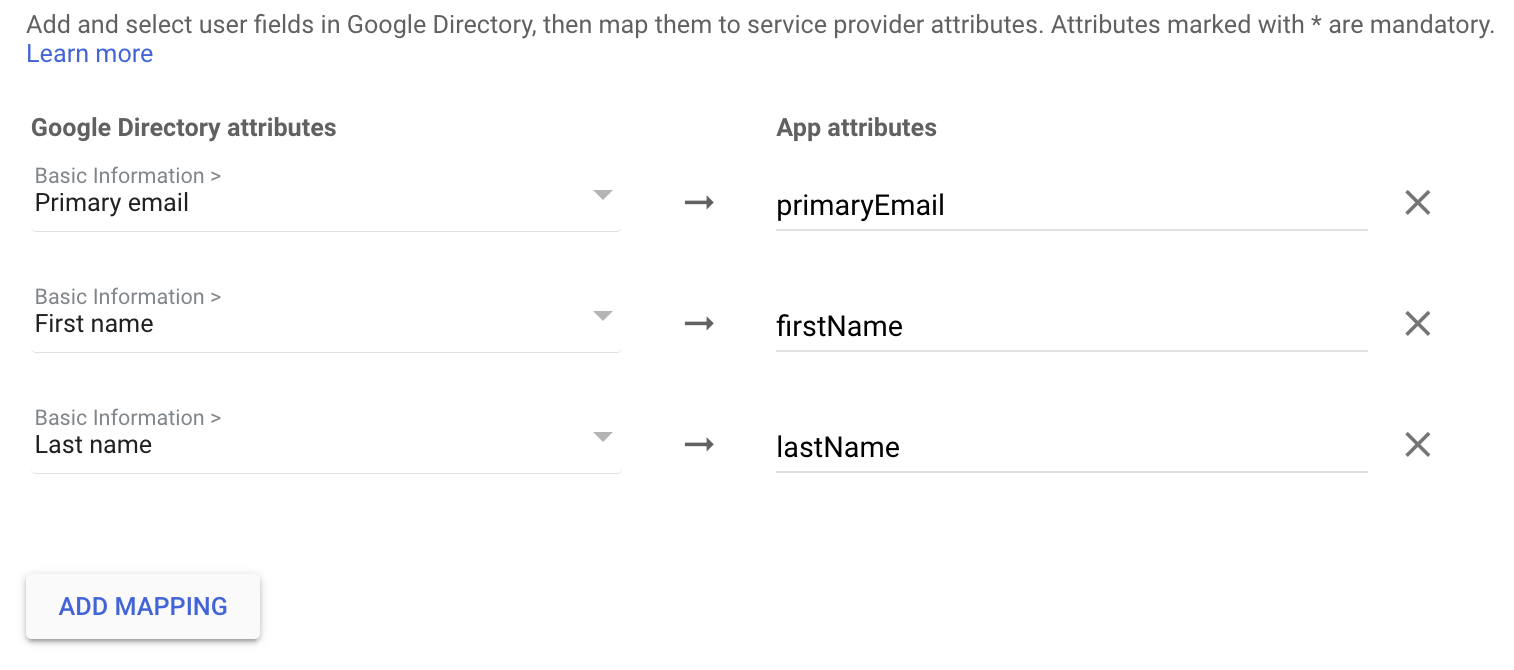 Add and select user fields in Google Directory, then map them to service provider attributes. Attributes marked with * are mandatory.
Learn more
Google Directory attributes
App attributes
Basic Information >
Primary email
primaryEmail
Basic Information >
First name
firstName
Basic Information >
Last name
lastName
ADD MAPPING